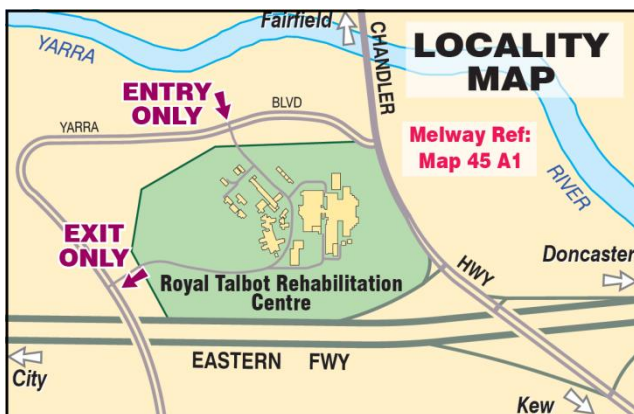 Fairfield
YARRA
CHANDLER
LOCALITY
MAP
ENTRY
ONLY
BLVD
YARRA
Melway Ref:
Map 45 A1
RIVER
EXIT
ONLY
Doncaster
HWY
Royal Talbot Rehabilitation
Centre
EASTERN FWY
City
Kew